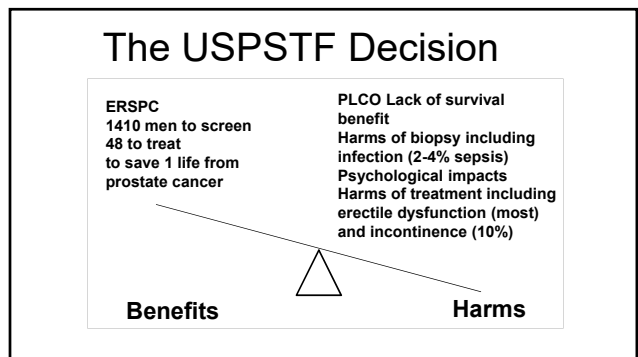 The USPSTF Decision
ERSPC
1410 men to screen
48 to treat
to save 1 life from
prostate cancer
PLCO Lack of survival
benefit
Harms of biopsy including
infection (2-4% sepsis)
Psychological impacts
Harms of treatment including
erectile dysfunction (most)
and incontinence (10%)
Benefits
Harms